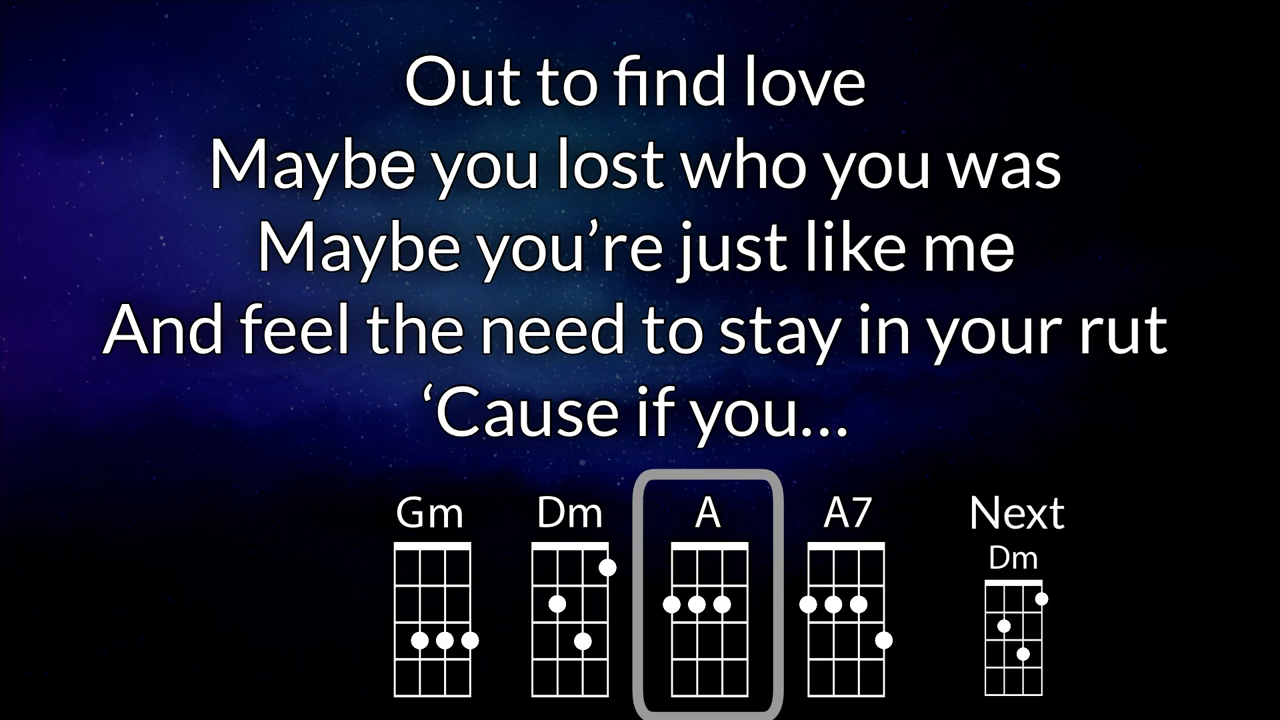 Out to find love
Maybe you lost who you was
Maybe you’re just like me
And feel the need to stay in your rut
‘Cause if you...
Gm Dm A A7 Next
Dm